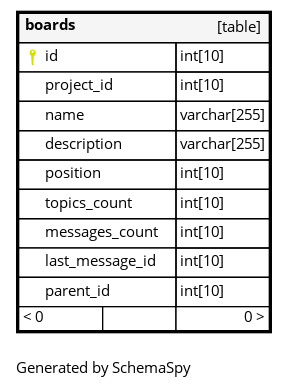 boards [table]
id int[10]
project_id int[10]
name varchar[255]
description varchar[255]
position int[10]
topics_count int[10]
messages_count int[10]
last_message_id int[10]
parent_id int[10]
< 0 0 >
Generated by SchemaSpy